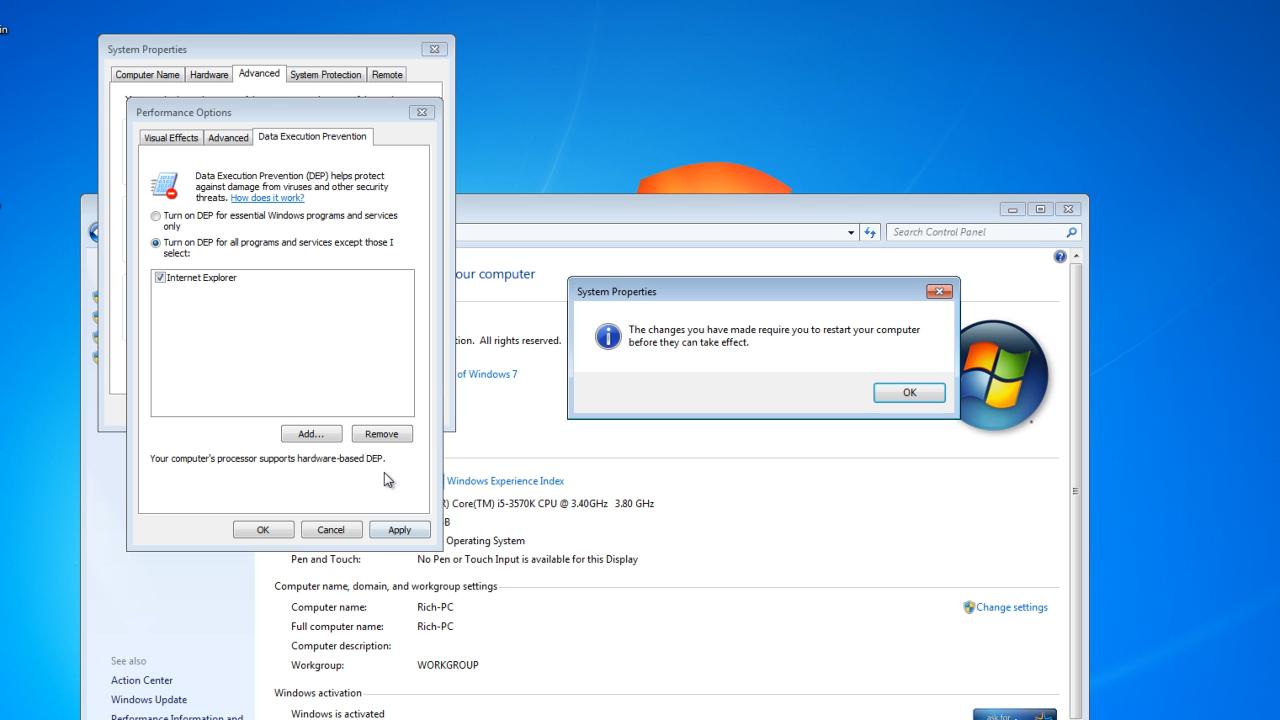 in
System Properties
Computer Name
Hardware
Advanced
System Protection
Remote
Performance Options
Visual Effects
Advanced
Data Execution Prevention
Data Execution Prevention (DEP) helps protect
against damage from viruses and other security
threats. How does it work?
Turn on DEP for essential Windows programs and services
only
Turn on DEP for all programs and services except those I
select:
Internet Explorer
Add...
Remove
Your computer's processor supports hardware-based DEP.
OK
Cancel
Apply
Search Control Panel
our computer
tion. All rights reserved.
of Windows 7
System Properties
The changes you have made require you to restart your computer
before they can take effect.
OK
Windows Experience Index
R) Core(TM) i5-3570K CPU @ 3.40GHz 3.80 GHz
B
Operating System
Pen and Touch:
No Pen or Touch Input is available for this Display
Computer name, domain, and workgroup settings
Computer name:
Rich-PC
Change settings
Full computer name:
Rich-PC
Computer description:
Workgroup:
WORKGROUP
Windows activation
Windows is activated
ask for
See also
Action Center
Windows Update
Performance Information and